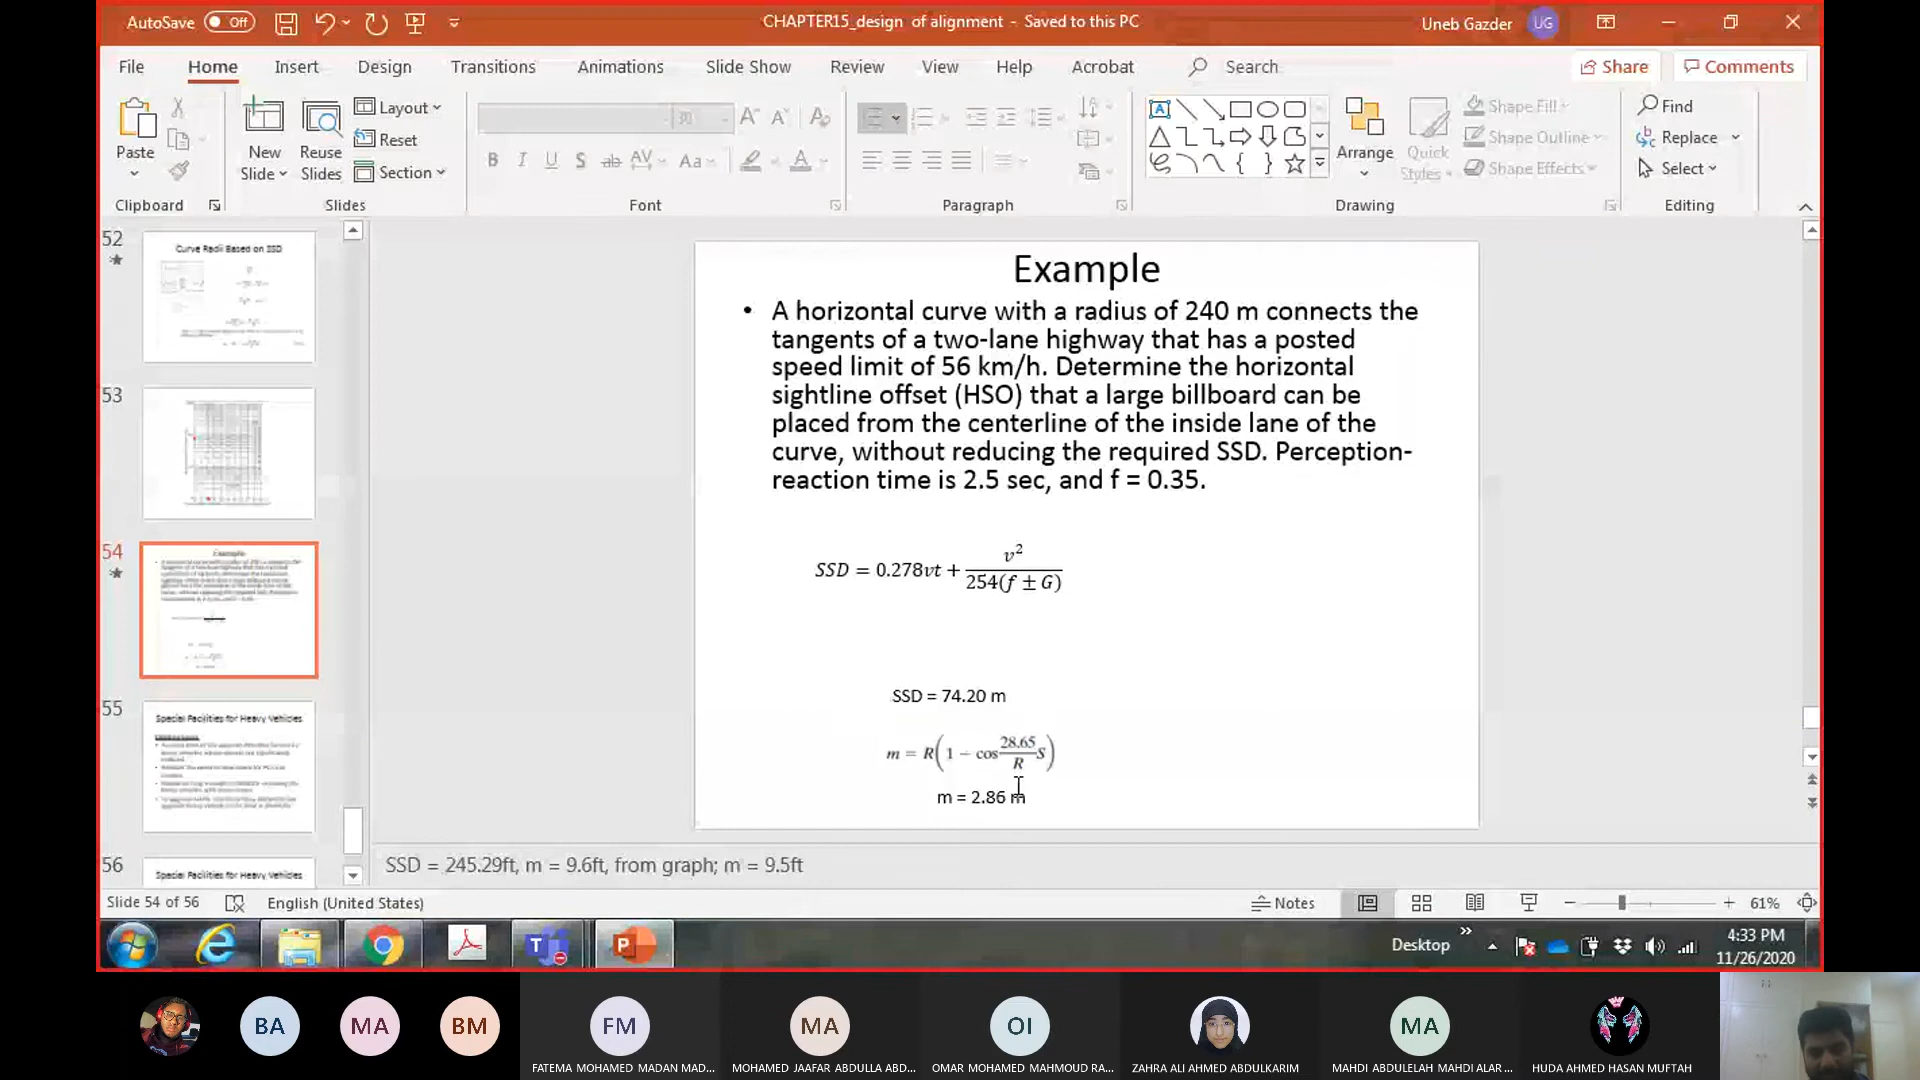 AutoSave Off
CHAPTER15_design of alignment - Saved to this PC
Uneb Gazder UG
File Home Insert Design Transitions Animations Slide Show Review View Help Acrobat Search Share Comments
Paste
Clipboard
New Slide
Reuse Slides
Layout
Reset
Section
Slides
30
Font
Paragraph
Arrange
Quick Styles
Shape Fill
Shape Outline
Shape Effects
Drawing
Find
Replace
Select
Editing
52
Curve Radii Based on SSD
53
54
Example
55
Special Facilities for Heavy Vehicles
56
Special Facilities for Heavy Vehicles
Example
• A horizontal curve with a radius of 240 m connects the
tangents of a two-lane highway that has a posted
speed limit of 56 km/h. Determine the horizontal
sightline offset (HSO) that a large billboard can be
placed from the centerline of the inside lane of the
curve, without reducing the required SSD. Perception-
reaction time is 2.5 sec, and f = 0.35.
SSD = 0.278vt + v² / 254(f ± G)
SSD = 74.20 m
m = R(1 − cos 28.65/R S)
m = 2.86 m
SSD = 245.29ft, m = 9.6ft, from graph; m = 9.5ft
Slide 54 of 56 English (United States) Notes 61%
Desktop
4:33 PM
11/26/2020
BA MA BM FM MA OI MA
FATEMA MOHAMED MADAN MAD...
MOHAMED JAAFAR ABDULLA ABD...
OMAR MOHAMED MAHMOUD RA...
ZAHRA ALI AHMED ABDULKARIM
MAHDI ABDULELAH MAHDI ALAR ...
HUDA AHMED HASAN MUFTAH